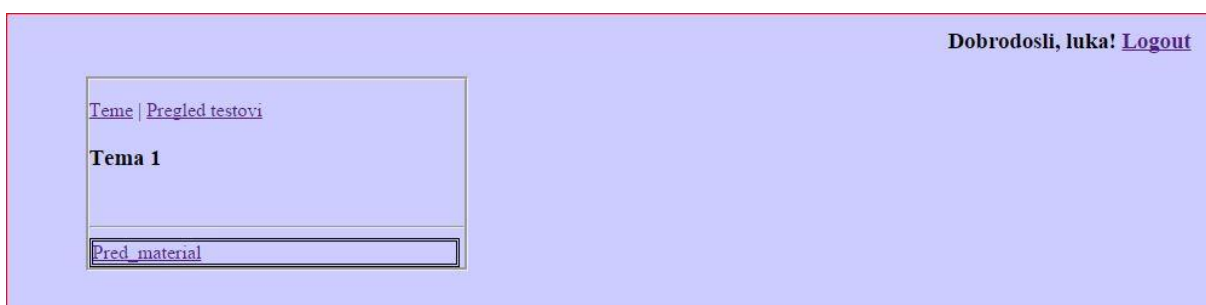 Dobrodosli, luka! Logout
Teme | Pregled testovi
Tema 1
Pred_material